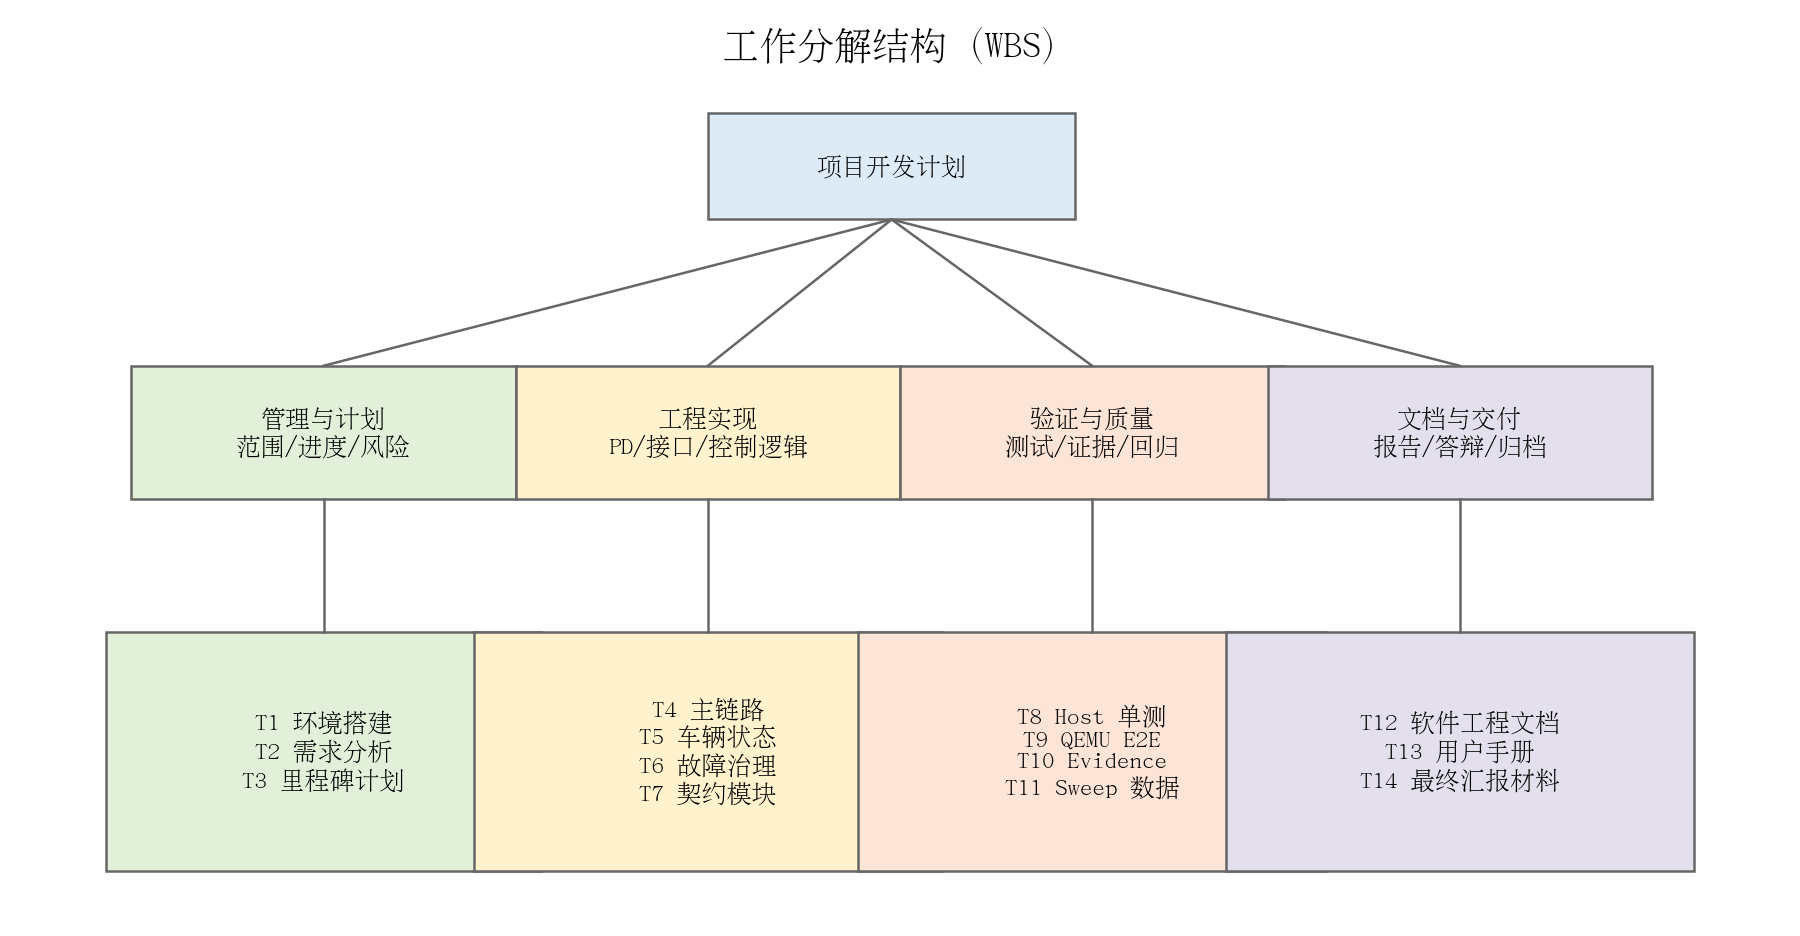 工作分解结构 (WBS)
项目开发计划
管理与计划
范围/进度/风险
工程实现
PD/接口/控制逻辑
验证与质量
测试/证据/回归
文档与交付
报告/答辩/归档
T1 环境搭建
T2 需求分析
T3 里程碑计划
T4 主链路
T5 车辆状态
T6 故障治理
T7 契约模块
T8 Host 单测
T9 QEMU E2E
T10 Evidence
T11 Sweep 数据
T12 软件工程文档
T13 用户手册
T14 最终汇报材料